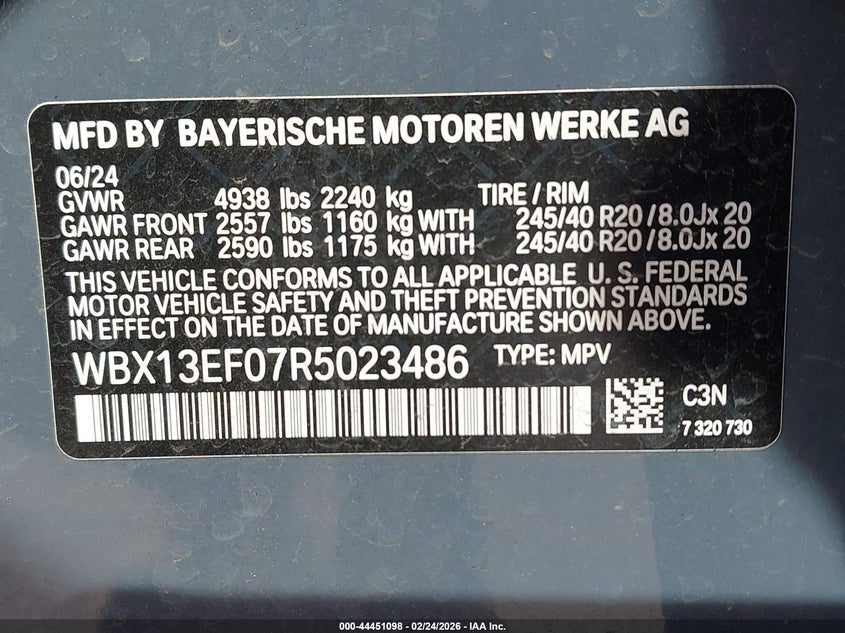 MFD BY BAYERISCHE MOTOREN WERKE AG
06/24
GVWR 4938 lbs 2240 kg TIRE / RIM
GAWR FRONT 2557 lbs 1160 kg WITH 245/40 R20 / 8.0Jx 20
GAWR REAR 2590 lbs 1175 kg WITH 245/40 R20 / 8.0Jx 20
THIS VEHICLE CONFORMS TO ALL APPLICABLE U. S. FEDERAL
MOTOR VEHICLE SAFETY AND THEFT PREVENTION STANDARDS
IN EFFECT ON THE DATE OF MANUFACTURE SHOWN ABOVE.
WBX13EF07R5023486 TYPE: MPV
C3N
7 320 730
000-44451098 - 02/24/2026 - IAA Inc.